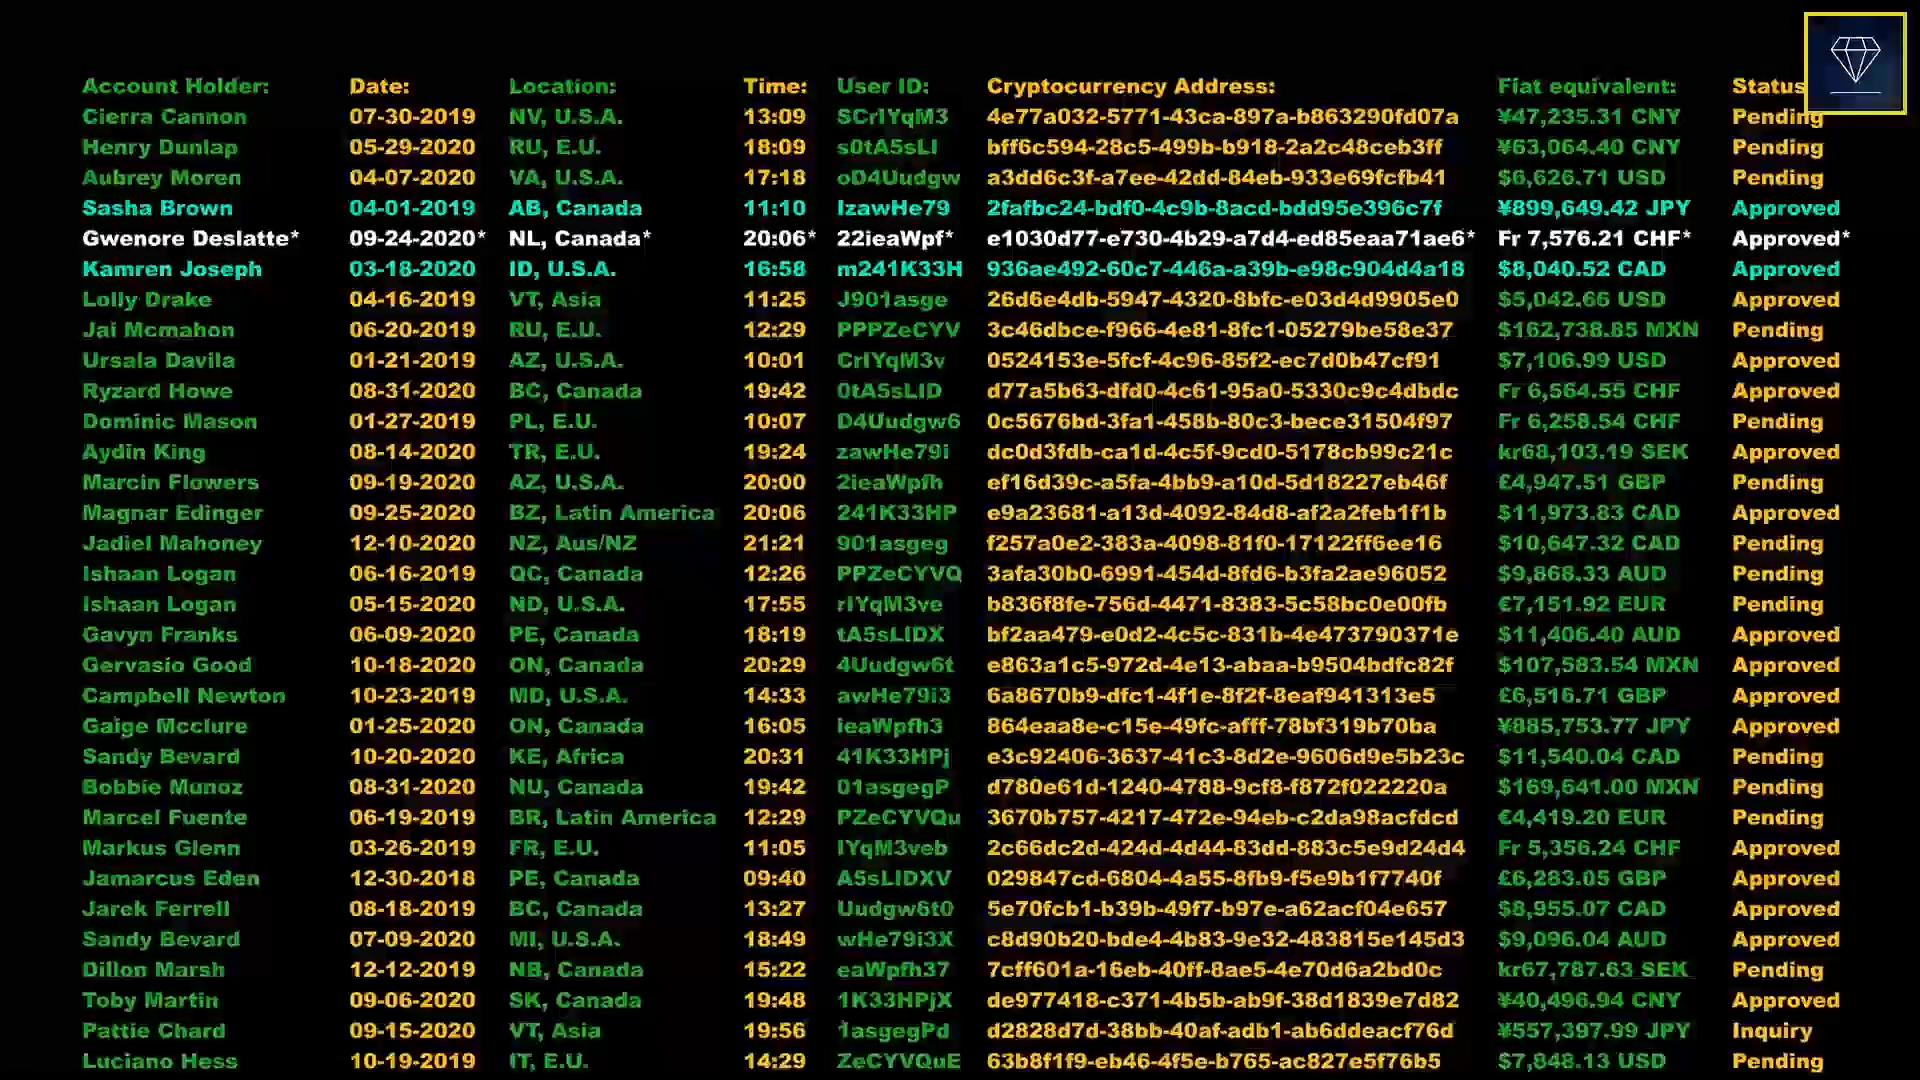 Account Holder: Date: Location: Time: User ID: Cryptocurrency Address: Fiat equivalent: Status
Cierra Cannon 07-30-2019 NV, U.S.A. 13:09 SCrIYqM3 4e77a032-5771-43ca-897a-b863290fd07a ¥47,235.31 CNY Pending
Henry Dunlap 05-29-2020 RU, E.U. 18:09 s0tA5sLI bff6c594-28c5-499b-b918-2a2c48ceb3ff ¥63,064.40 CNY Pending
Aubrey Moren 04-07-2020 VA, U.S.A. 17:18 oD4Uudgw a3dd6c3f-a7ee-42dd-84eb-933e69fcfb41 $6,626.71 USD Pending
Sasha Brown 04-01-2019 AB, Canada 11:10 IzawHe79 2fafbc24-bdf0-4c9b-8acd-bdd95e396c7f ¥899,649.42 JPY Approved
Gwenore Deslatte* 09-24-2020* NL, Canada* 20:06* 22ieaWpf* e1030d77-e730-4b29-a7d4-ed85eaa71ae6* Fr 7,576.21 CHF* Approved*
Kamren Joseph 03-18-2020 ID, U.S.A. 16:58 m241K33H 936ae492-60c7-446a-a39b-e98c904d4a18 $8,040.52 CAD Approved
Lolly Drake 04-16-2019 VT, Asia 11:25 J901asge 26d6e4db-5947-4320-8bfc-e03d4d9905e0 $5,042.66 USD Approved
Jai Mcmahon 06-20-2019 RU, E.U. 12:29 PPPZeCYV 3c46dbce-f966-4e81-8fc1-05279be58e37 $162,738.85 MXN Pending
Ursala Davila 01-21-2019 AZ, U.S.A. 10:01 CrIYqM3v 0524153e-5fcf-4c96-85f2-ec7d0b47cf91 $7,106.99 USD Approved
Ryzard Howe 08-31-2020 BC, Canada 19:42 0tA5sLID d77a5b63-dfd0-4c61-95a0-5330c9c4dbdc Fr 6,564.55 CHF Approved
Dominic Mason 01-27-2019 PL, E.U. 10:07 D4Uudgw6 0c5676bd-3fa1-458b-80c3-bece31504f97 Fr 6,258.54 CHF Pending
Aydin King 08-14-2020 TR, E.U. 19:24 zawHe79i dc0d3fdb-ca1d-4c5f-9cd0-5178cb99c21c kr68,103.19 SEK Approved
Marcin Flowers 09-19-2020 AZ, U.S.A. 20:00 2ieaWpfh ef16d39c-a5fa-4bb9-a10d-5d18227eb46f £4,947.51 GBP Pending
Magnar Edinger 09-25-2020 BZ, Latin America 20:06 241K33HP e9a23681-a13d-4092-84d8-af2a2feb1f1b $11,973.83 CAD Approved
Jadiel Mahoney 12-10-2020 NZ, Aus/NZ 21:21 901asgeg f257a0e2-383a-4098-81f0-17122ff6ee16 $10,647.32 CAD Pending
Ishaan Logan 06-16-2019 QC, Canada 12:26 PPZeCYVQ 3afa30b0-6991-454d-8fd6-b3fa2ae96052 $9,868.33 AUD Pending
Ishaan Logan 05-15-2020 ND, U.S.A. 17:55 rIYqM3ve b836f8fe-756d-4471-8383-5c58bc0e00fb €7,151.92 EUR Pending
Gavyn Franks 06-09-2020 PE, Canada 18:19 tA5sLIDX bf2aa479-e0d2-4c5c-831b-4e473790371e $11,406.40 AUD Approved
Gervasio Good 10-18-2020 ON, Canada 20:29 4Uudgw6t e863a1c5-972d-4e13-abaa-b9504bdfc82f $107,583.54 MXN Approved
Campbell Newton 10-23-2019 MD, U.S.A. 14:33 awHe79i3 6a8670b9-dfc1-4f1e-8f2f-8eaf941313e5 £6,516.71 GBP Approved
Gaige Mcclure 01-25-2020 ON, Canada 16:05 ieaWpfh3 864eaa8e-c15e-49fc-afff-78bf319b70ba ¥885,753.77 JPY Approved
Sandy Bevard 10-20-2020 KE, Africa 20:31 41K33HPj e3c92406-3637-41c3-8d2e-9606d9e5b23c $11,540.04 CAD Pending
Bobbie Munoz 08-31-2020 NU, Canada 19:42 01asgegP d780e61d-1240-4788-9cf8-f872f022220a $169,641.00 MXN Pending
Marcel Fuente 06-19-2019 BR, Latin America 12:29 PZeCYVQu 3670b757-4217-472e-94eb-c2da98acfdcd €4,419.20 EUR Pending
Markus Glenn 03-26-2019 FR, E.U. 11:05 IYqM3veb 2c66dc2d-424d-4d44-83dd-883c5e9d24d4 Fr 5,356.24 CHF Approved
Jamarcus Eden 12-30-2018 PE, Canada 09:40 A5sLIDXV 029847cd-6804-4a55-8fb9-f5e9b1f7740f £6,283.05 GBP Approved
Jarek Ferrell 08-18-2019 BC, Canada 13:27 Uudgw6t0 5e70fcb1-b39b-49f7-b97e-a62acf04e657 $8,955.07 CAD Approved
Sandy Bevard 07-09-2020 MI, U.S.A. 18:49 wHe79i3X c8d90b20-bde4-4b83-9e32-483815e145d3 $9,096.04 AUD Approved
Dillon Marsh 12-12-2019 NB, Canada 15:22 eaWpfh37 7cff601a-16eb-40ff-8ae5-4e70d6a2bd0c kr67,787.63 SEK Pending
Toby Martin 09-06-2020 SK, Canada 19:48 1K33HPjX de977418-c371-4b5b-ab9f-38d1839e7d82 ¥40,496.94 CNY Approved
Pattie Chard 09-15-2020 VT, Asia 19:56 1asgegPd d2828d7d-38bb-40af-adb1-ab6ddeacf76d ¥557,397.99 JPY Inquiry
Luciano Hess 10-19-2019 IT, E.U. 14:29 ZeCYVQuE 63b8f1f9-eb46-4f5e-b765-ac827e5f76b5 $7,848.13 USD Pending